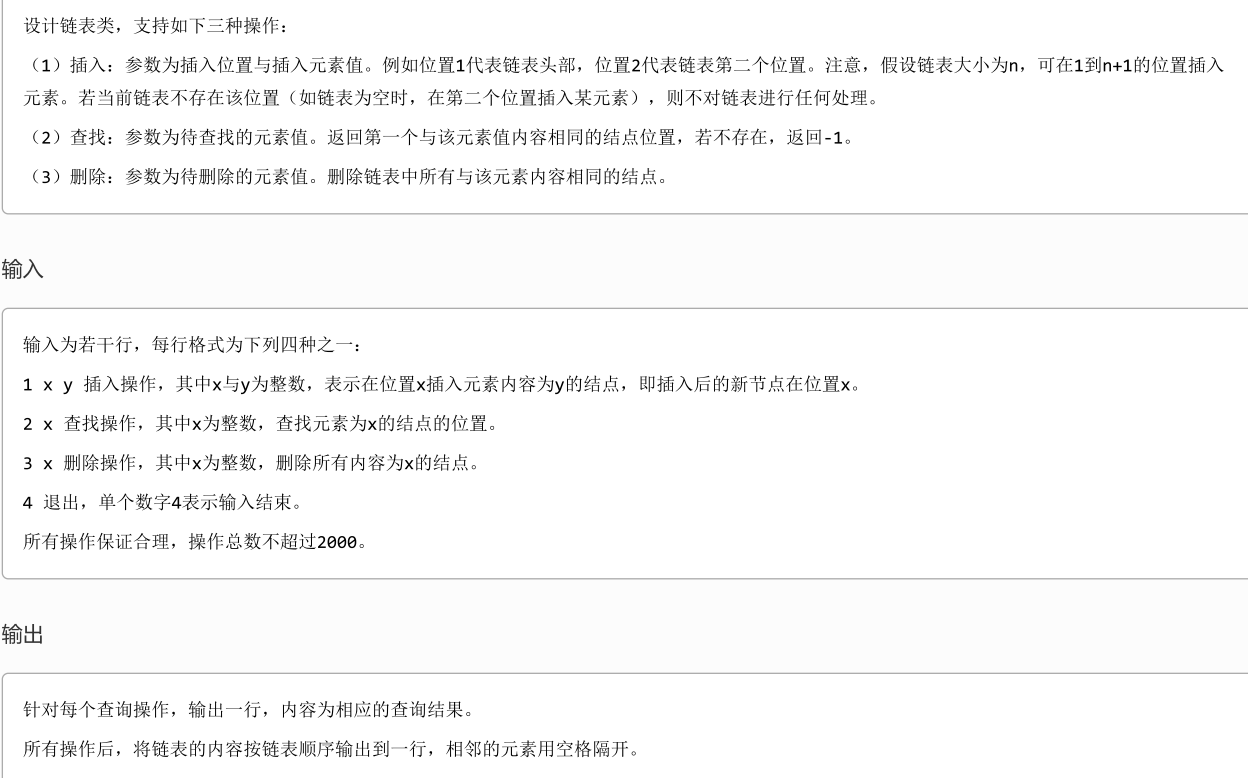 设计链表类，支持如下三种操作：
（1）插入：参数为插入位置与插入元素值。例如位置1代表链表头部，位置2代表链表第二个位置。注意，假设链表大小为n，可在1到n+1的位置插入
元素。若当前链表不存在该位置（如链表为空时，在第二个位置插入某元素），则不对链表进行任何处理。
（2）查找：参数为待查找的元素值。返回第一个与该元素值内容相同的结点位置，若不存在，返回-1。
（3）删除：参数为待删除的元素值。删除链表中所有与该元素内容相同的结点。
输入
输入为若干行，每行格式为下列四种之一：
1 x y 插入操作，其中x与y为整数，表示在位置x插入元素内容为y的结点，即插入后的新节点在位置x。
2 x 查找操作，其中x为整数，查找元素为x的结点的位置。
3 x 删除操作，其中x为整数，删除所有内容为x的结点。
4 退出，单个数字4表示输入结束。
所有操作保证合理，操作总数不超过2000。
输出
针对每个查询操作，输出一行，内容为相应的查询结果。
所有操作后，将链表的内容按链表顺序输出到一行，相邻的元素用空格隔开。